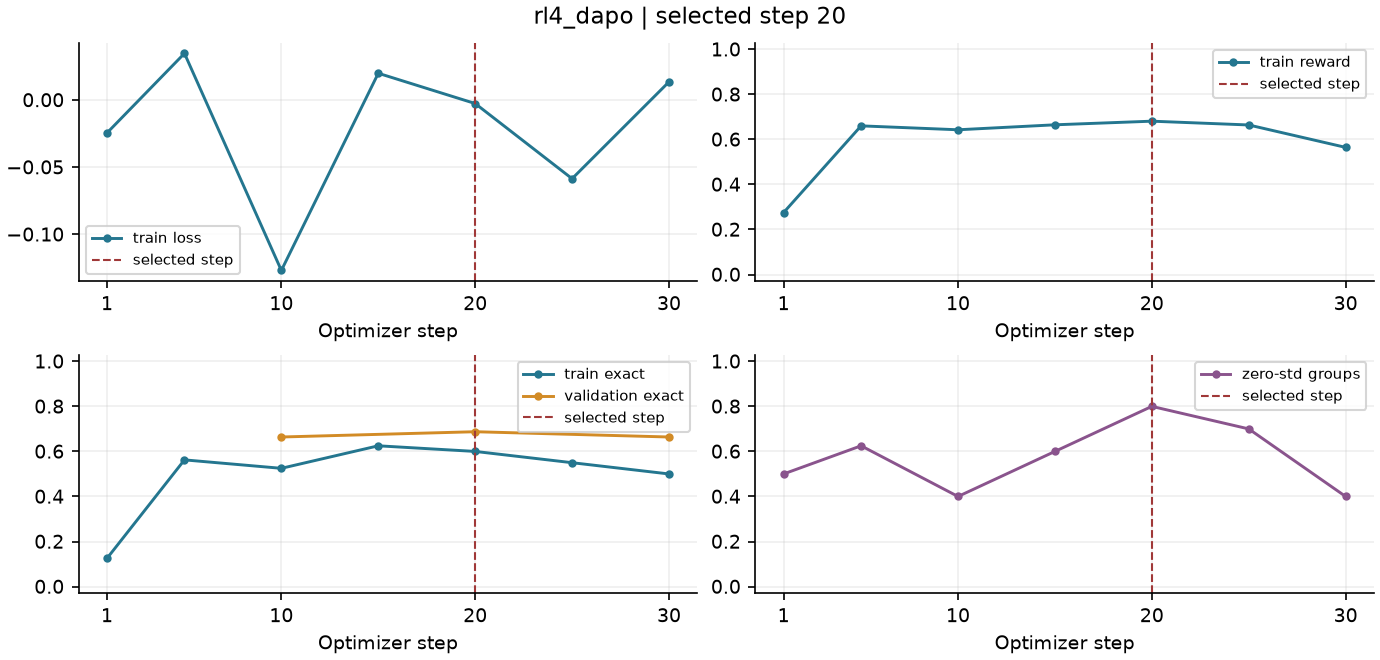 rl4_dapo | selected step 20
0.00
−0.05
−0.10
train loss
selected step
1 10 20 30
Optimizer step
1.0
0.8
0.6
0.4
0.2
0.0
train reward
selected step
1 10 20 30
Optimizer step
1.0
0.8
0.6
0.4
0.2
0.0
train exact
validation exact
selected step
1 10 20 30
Optimizer step
1.0
0.8
0.6
0.4
0.2
0.0
zero-std groups
selected step
1 10 20 30
Optimizer step